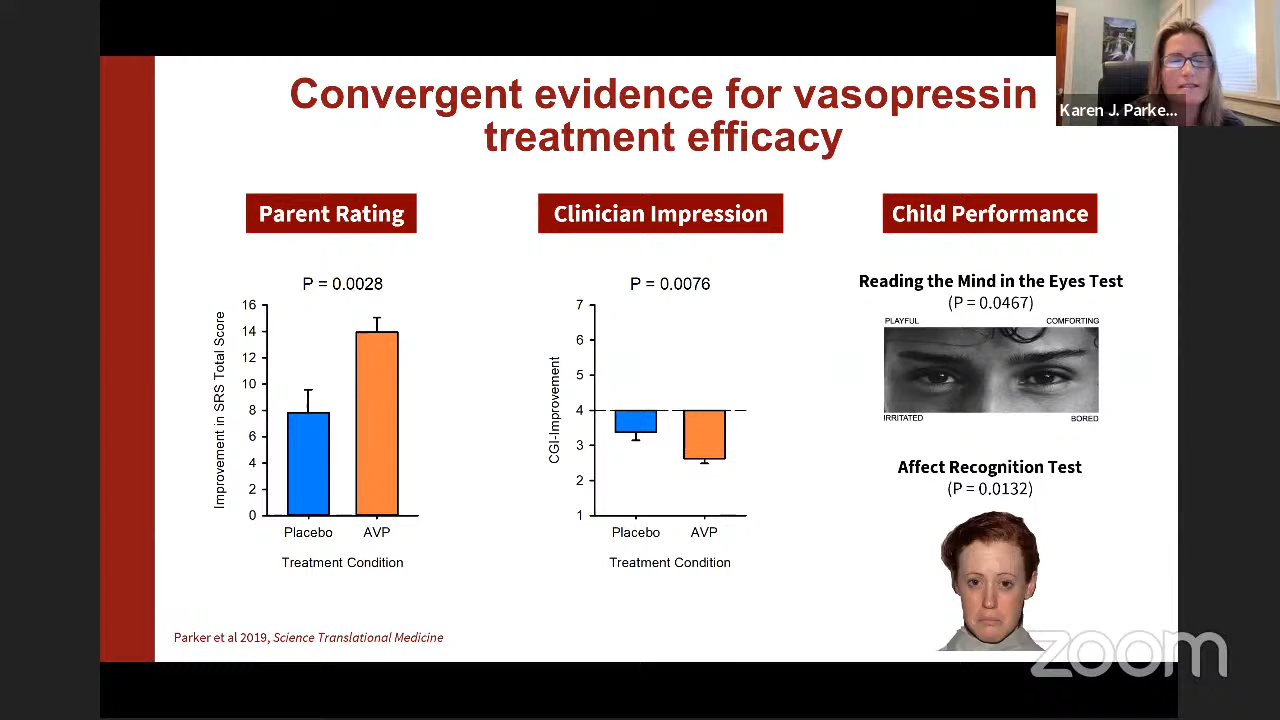 Convergent evidence for vasopressin
treatment efficacy
Karen J. Parke...
Parent Rating
P = 0.0028
Improvement in SRS Total Score
16
14
12
10
8
6
4
2
0
Placebo AVP
Treatment Condition
Clinician Impression
P = 0.0076
CGI-Improvement
7
6
5
4
3
2
1
Placebo AVP
Treatment Condition
Child Performance
Reading the Mind in the Eyes Test
(P = 0.0467)
PLAYFUL COMFORTING
IRRITATED BORED
Affect Recognition Test
(P = 0.0132)
Parker et al 2019, Science Translational Medicine
zoom